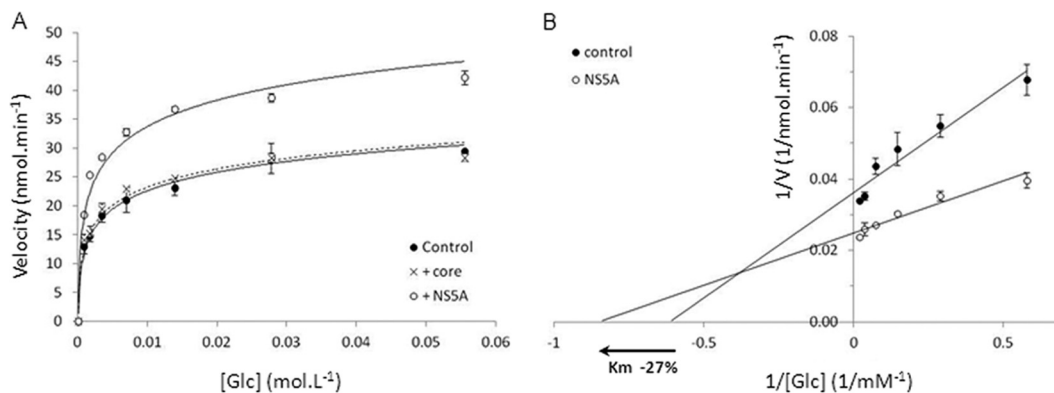 A
Velocity (nmol.min-1)
50
45
40
35
30
25
20
15
10
5
0
0
0.01
0.02
0.03
0.04
0.05
0.06
[Glc] (mol.L-1)
Control
+ core
+ NS5A
B
control
NS5A
1/V (1/nmol.min-1)
0.08
0.06
0.04
0.02
0.00
-1
-0.5
0
0.5
Km -27%
1/[Glc] (1/mM-1)